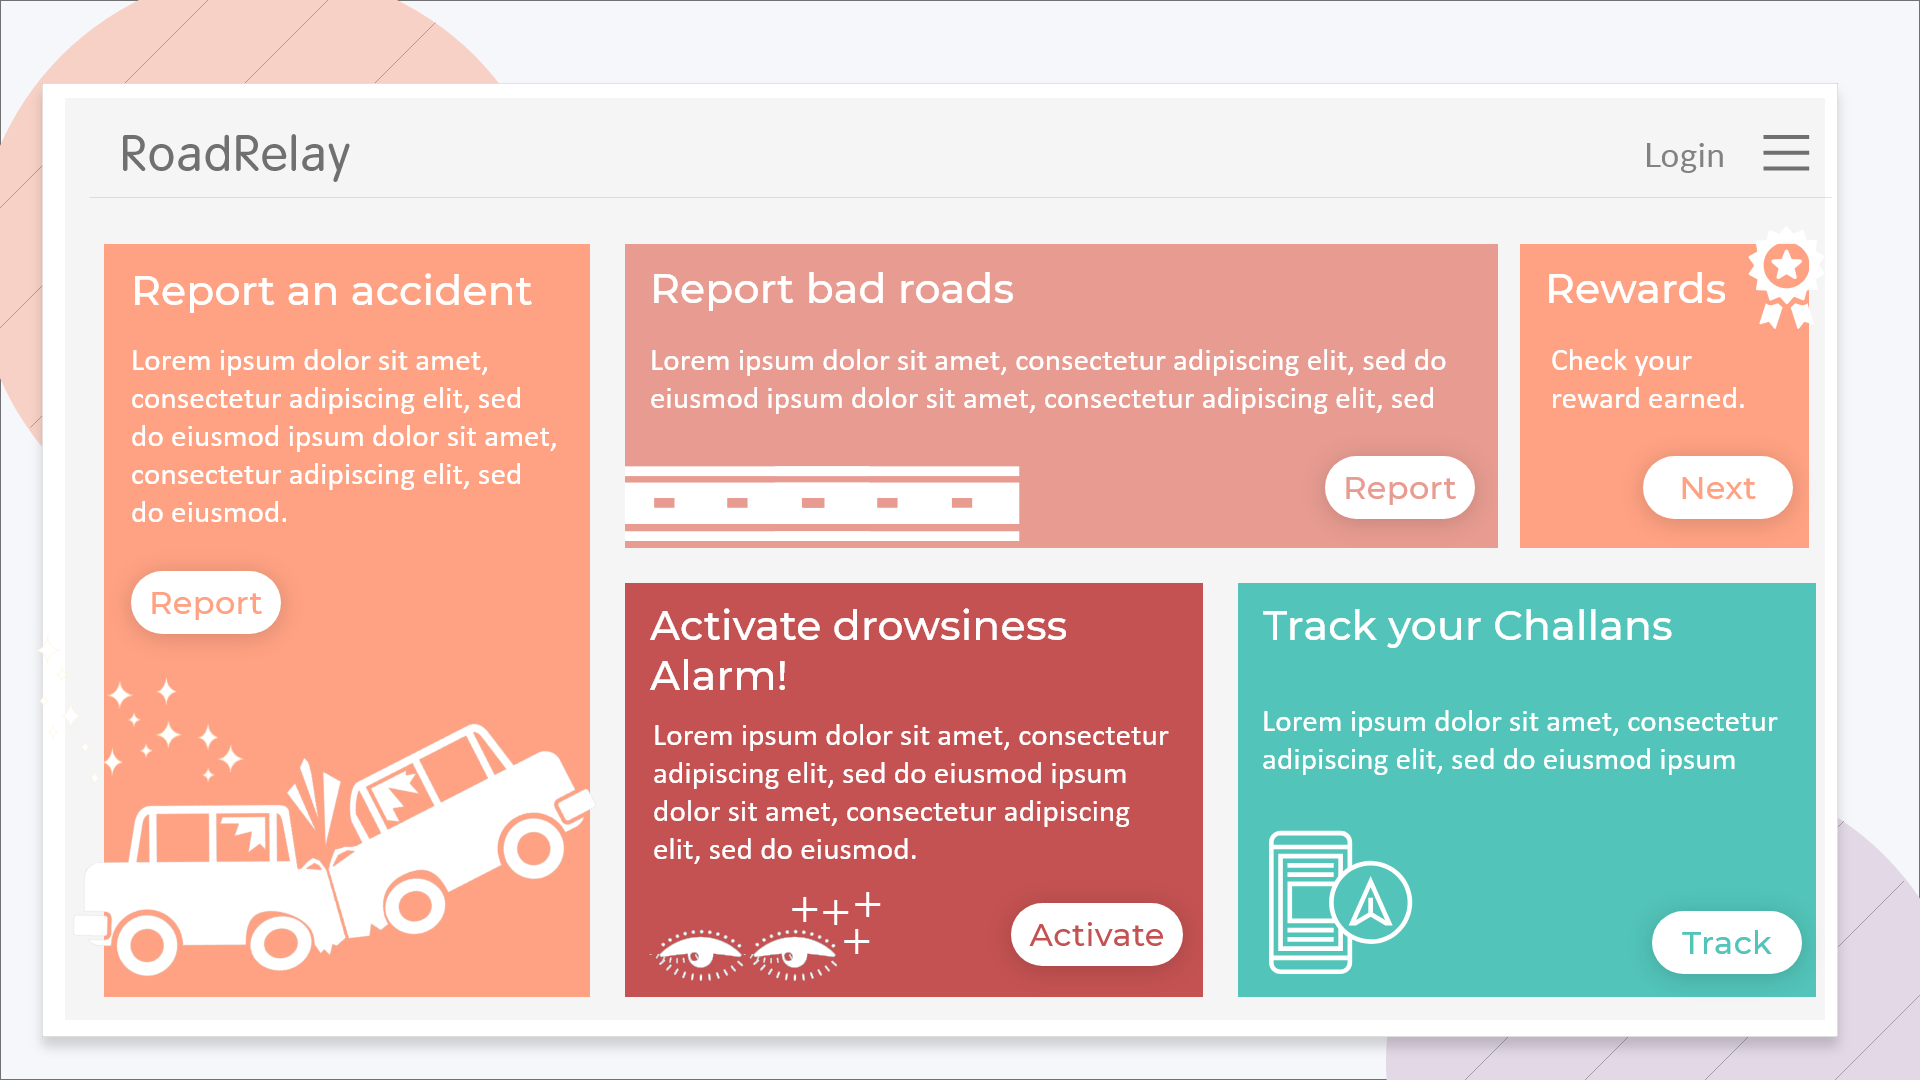 RoadRelay
Login
Report an accident
Lorem ipsum dolor sit amet,
consectetur adipiscing elit, sed
do eiusmod ipsum dolor sit amet,
consectetur adipiscing elit, sed
do eiusmod.
Report
Report bad roads
Lorem ipsum dolor sit amet, consectetur adipiscing elit, sed do
eiusmod ipsum dolor sit amet, consectetur adipiscing elit, sed
Report
Rewards
Check your
reward earned.
Next
Activate drowsiness
Alarm!
Lorem ipsum dolor sit amet, consectetur
adipiscing elit, sed do eiusmod ipsum
dolor sit amet, consectetur adipiscing
elit, sed do eiusmod.
Activate
Track your Challans
Lorem ipsum dolor sit amet, consectetur
adipiscing elit, sed do eiusmod ipsum
Track